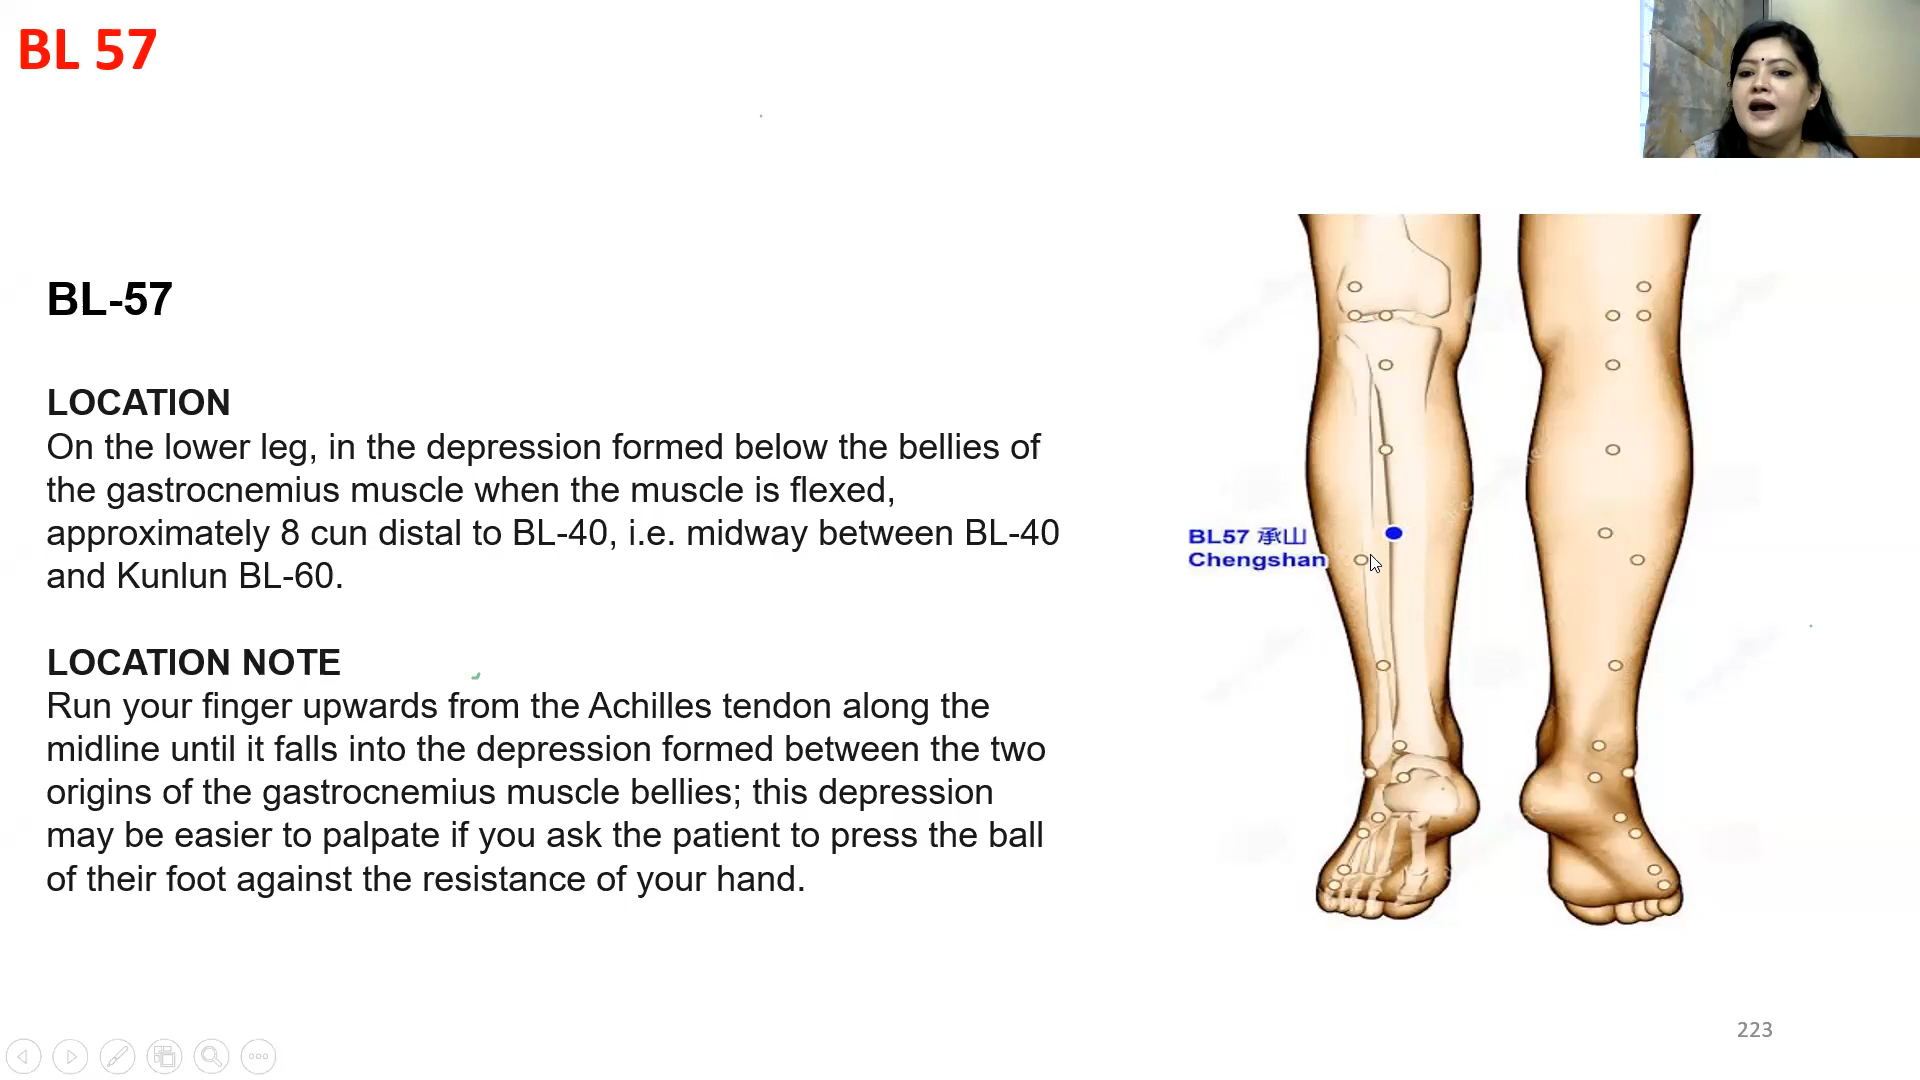 BL 57
BL-57
LOCATION
On the lower leg, in the depression formed below the bellies of
the gastrocnemius muscle when the muscle is flexed,
approximately 8 cun distal to BL-40, i.e. midway between BL-40
and Kunlun BL-60.
LOCATION NOTE
Run your finger upwards from the Achilles tendon along the
midline until it falls into the depression formed between the two
origins of the gastrocnemius muscle bellies; this depression
may be easier to palpate if you ask the patient to press the ball
of their foot against the resistance of your hand.
BL57 承山
Chengshan
223